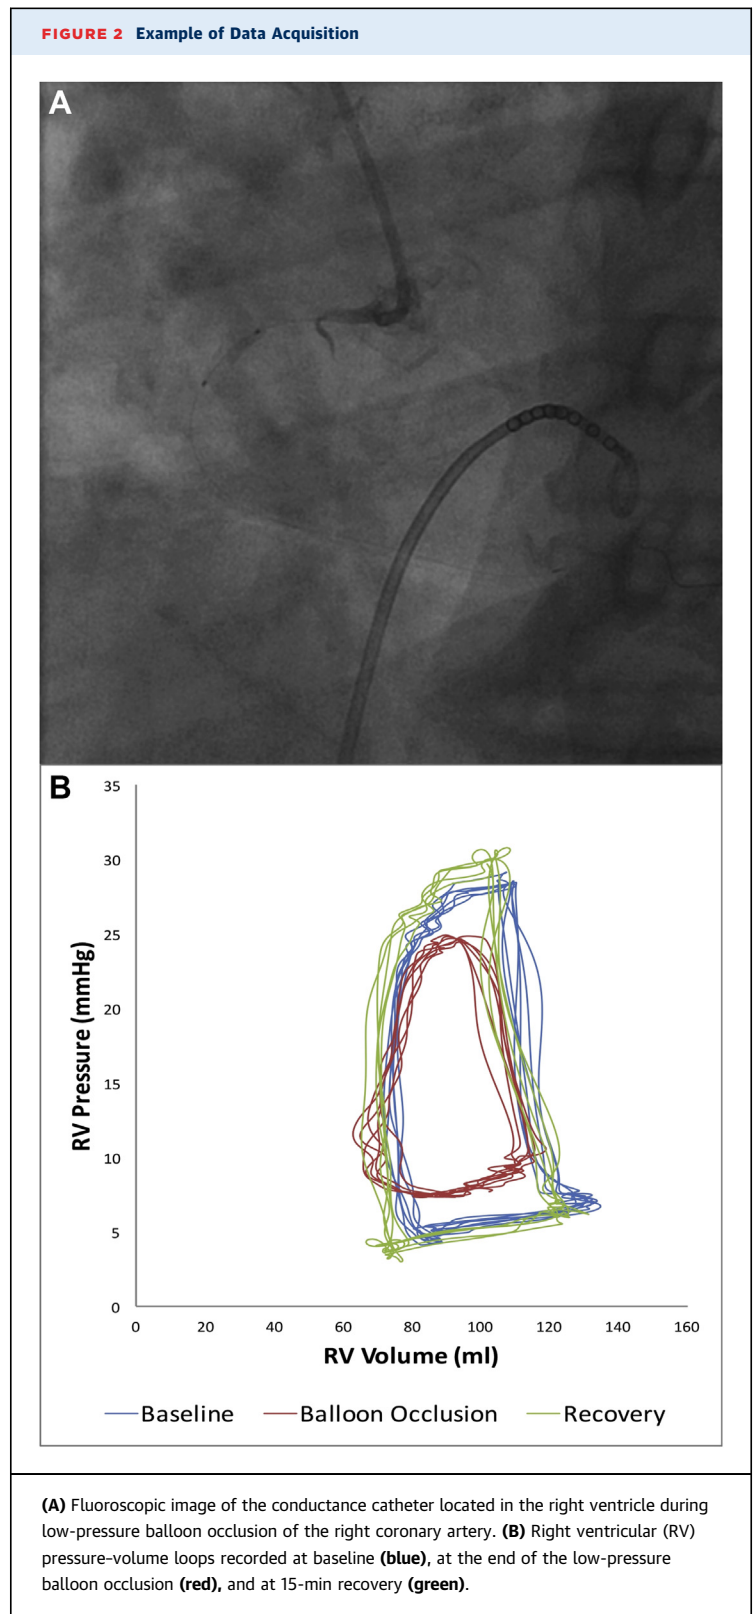 FIGURE 2 Example of Data Acquisition
A
B
35
30
25
20
15
10
5
0
RV Pressure (mmHg)
0 20 40 60 80 100 120 140 160
RV Volume (ml)
Baseline Balloon Occlusion Recovery
(A) Fluoroscopic image of the conductance catheter located in the right ventricle during
low-pressure balloon occlusion of the right coronary artery. (B) Right ventricular (RV)
pressure-volume loops recorded at baseline (blue), at the end of the low-pressure
balloon occlusion (red), and at 15-min recovery (green).